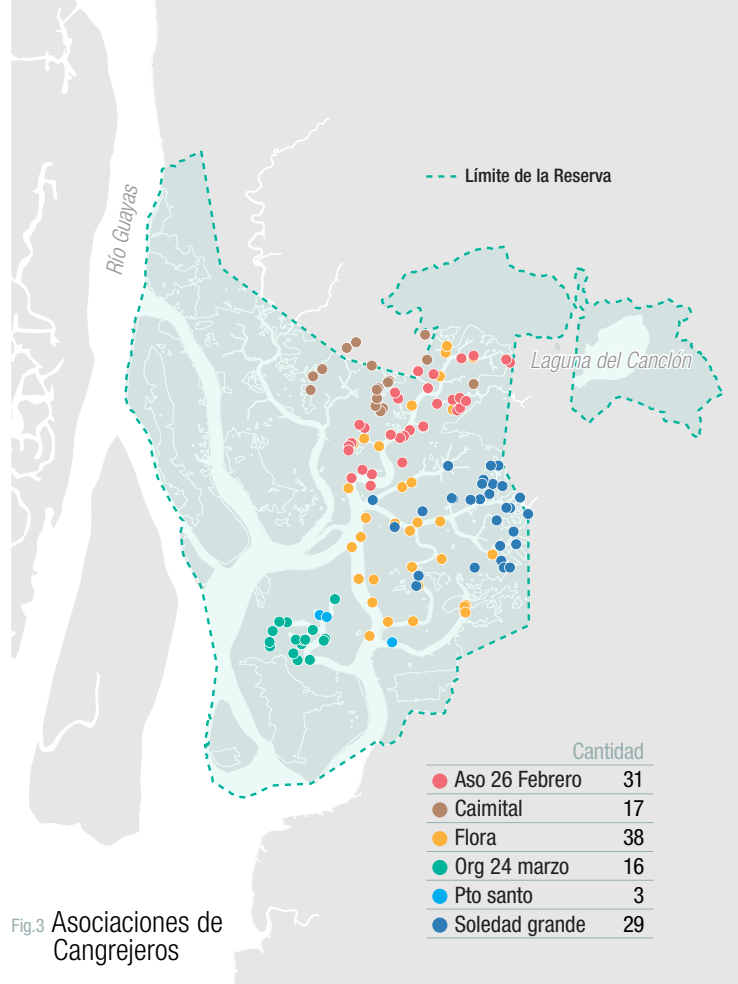 Límite de la Reserva
Río Guayas
Laguna del Canclón
Cantidad
Aso 26 Febrero 31
Caimital 17
Flora 38
Org 24 marzo 16
Pto santo 3
Soledad grande 29
Fig.3 Asociaciones de
Cangrejeros